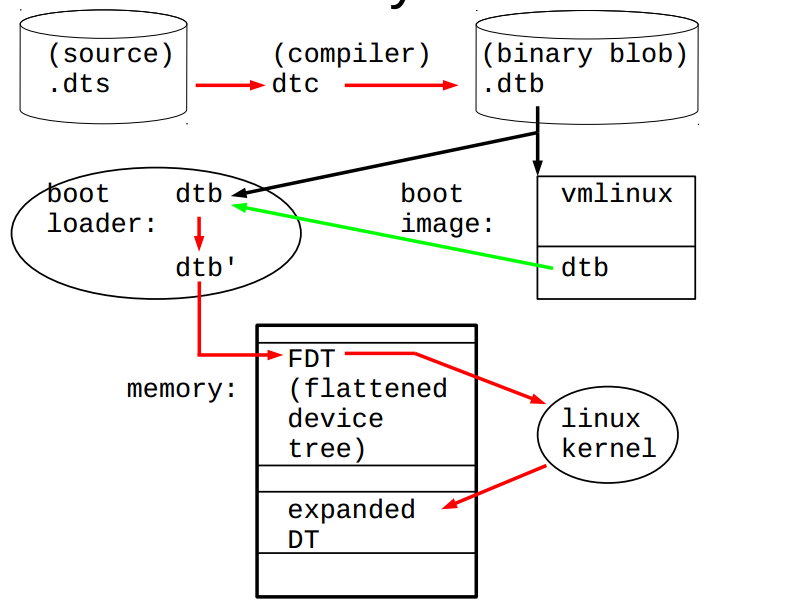 (source) (compiler) (binary blob)
.dts dtc .dtb
boot dtb boot vmlinux
loader: image:
dtb' dtb
FDT
memory: (flattened
device
tree)
linux
kernel
expanded
DT